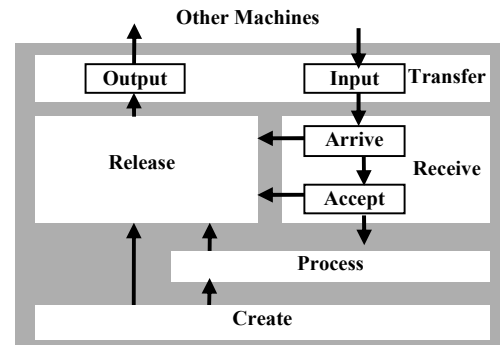 Other Machines
Output
Input
Transfer
Arrive
Release
Receive
Accept
Process
Create